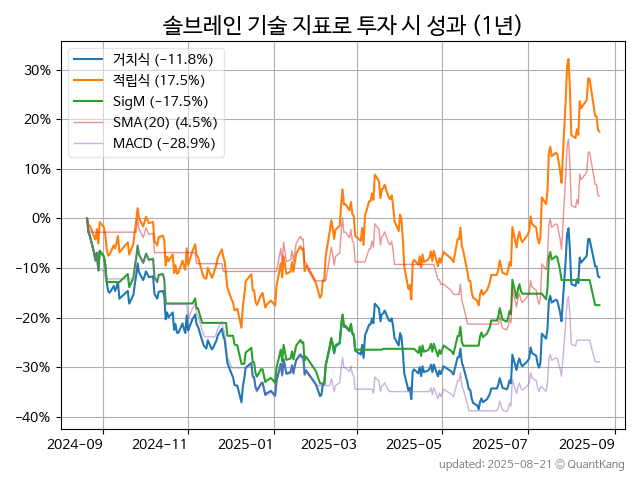 솔브레인 기술 지표로 투자 시 성과 (1년)
거치식 (−11.8%)
적립식 (17.5%)
SigM (−17.5%)
SMA(20) (4.5%)
MACD (−28.9%)
30%
20%
10%
0%
−10%
−20%
−30%
−40%
2024-09
2024-11
2025-01
2025-03
2025-05
2025-07
2025-09
updated: 2025-08-21 © QuantKang